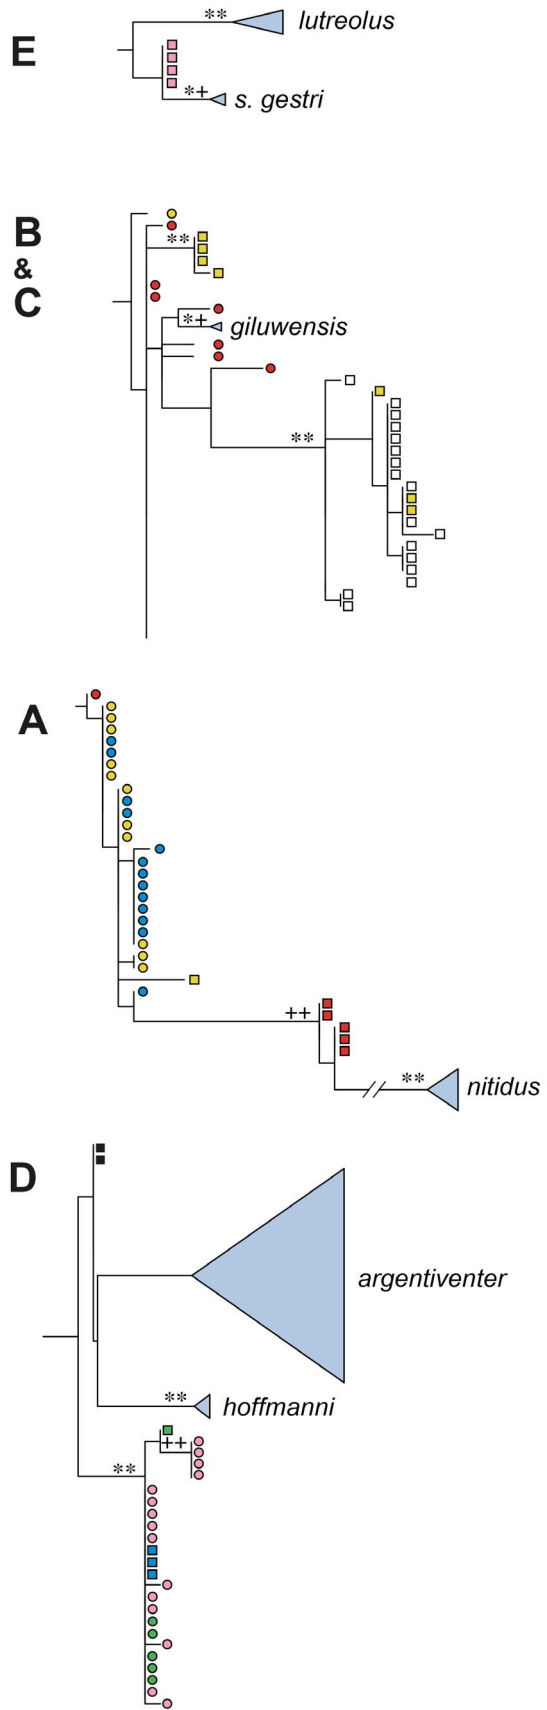 **
lutreolus
E
*+
s. gestri
B
&
C
**
*+
giluwensis
**
A
++
**
nitidus
D
argentiventer
**
hoffmanni
++
**